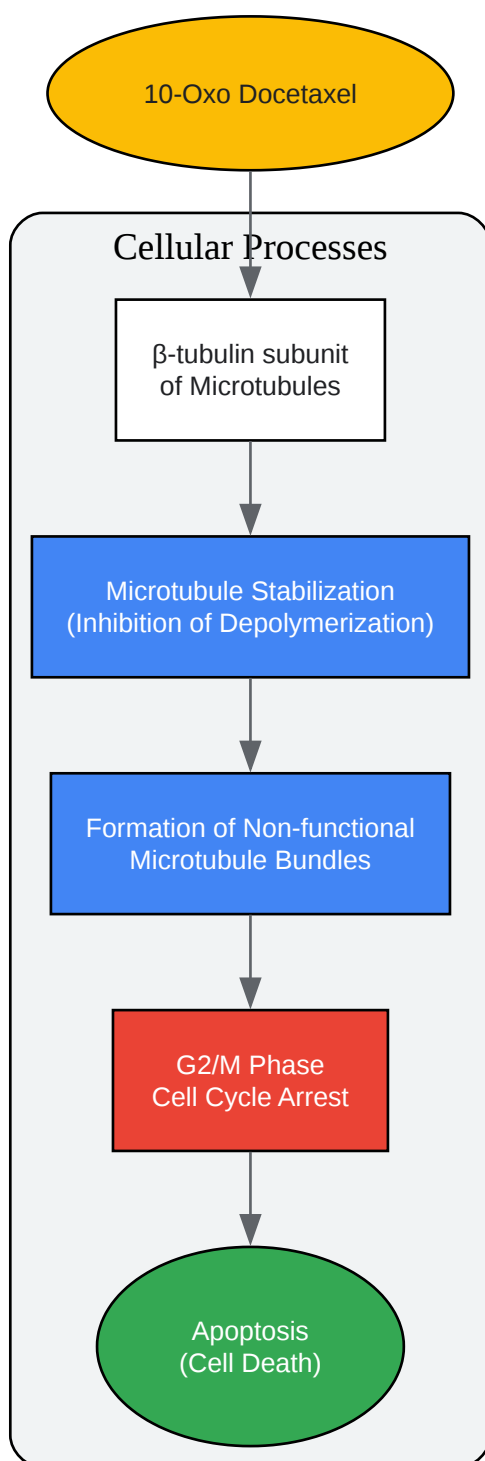 10-Oxo Docetaxel
Cellular Processes
β-tubulin subunit
of Microtubules
Microtubule Stabilization
(Inhibition of Depolymerization)
Formation of Non-functional
Microtubule Bundles
G2/M Phase
Cell Cycle Arrest
Apoptosis
(Cell Death)